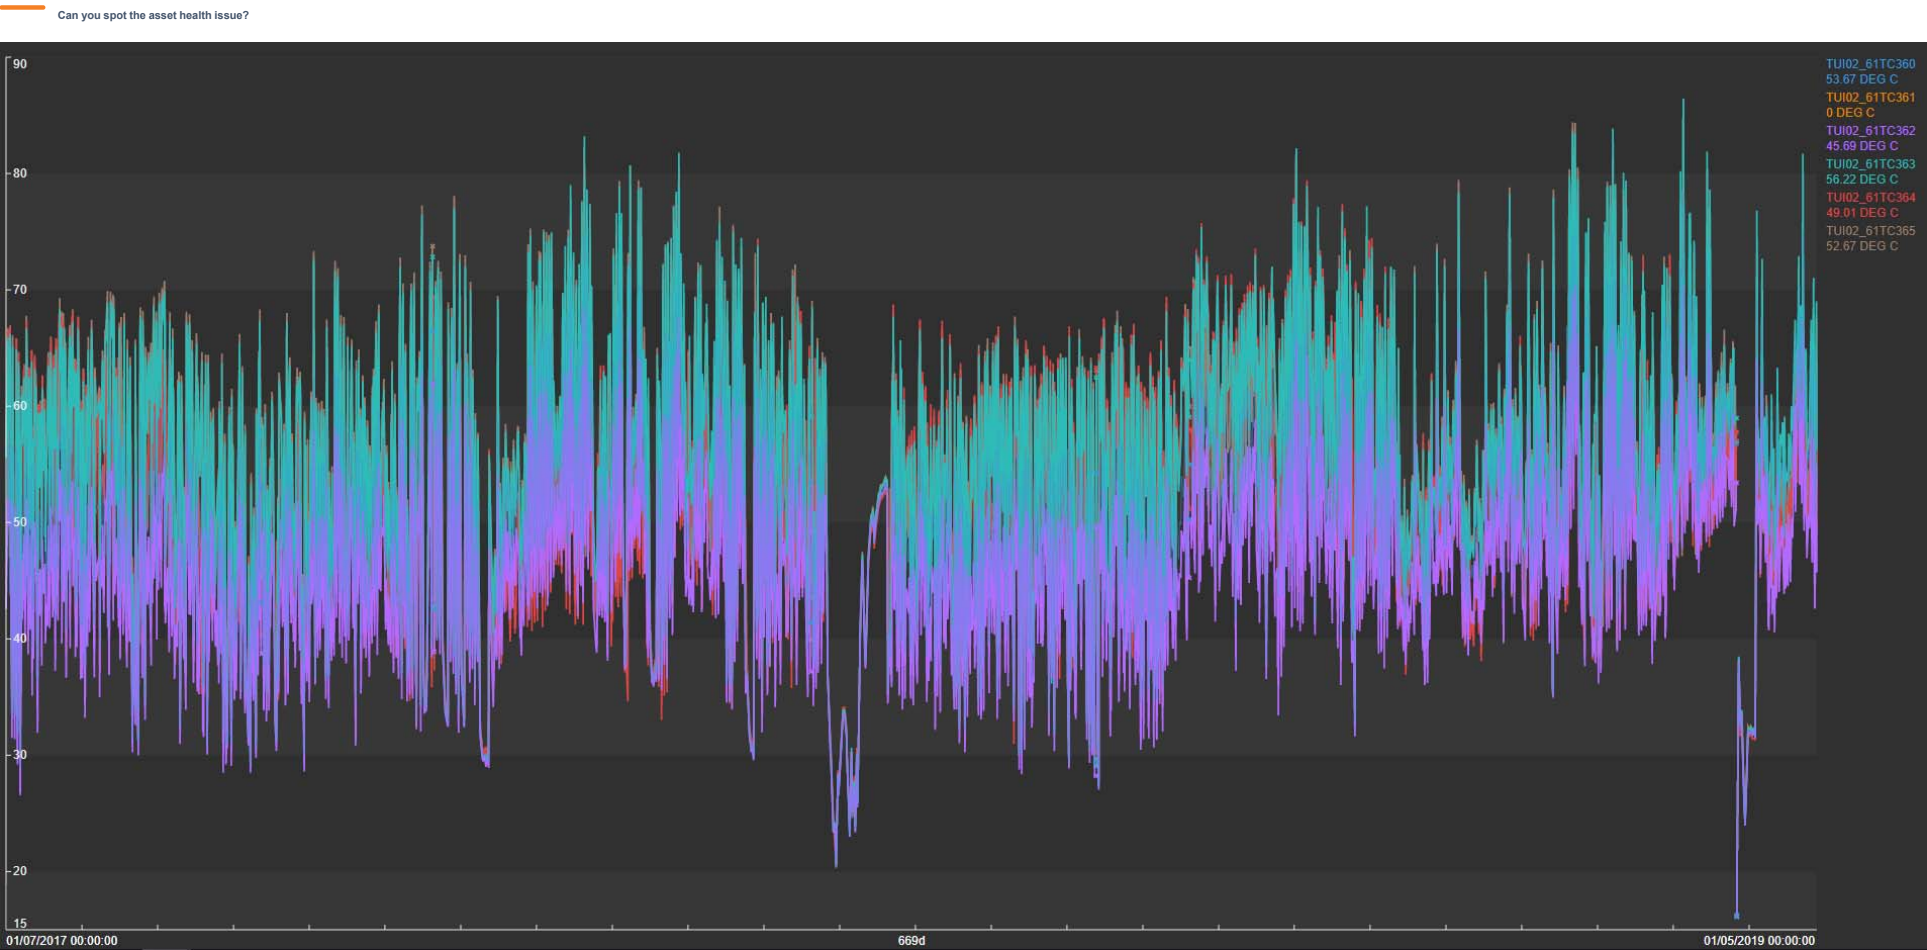 Can you spot the asset health issue?
90
80
70
60
50
40
30
20
15
01/07/2017 00:00:00
669d
01/05/2019 00:00:00
TUI02_61TC360
53.67 DEG C
TUI02_61TC361
0 DEG C
TUI02_61TC362
45.69 DEG C
TUI02_61TC363
56.22 DEG C
TUI02_61TC364
49.01 DEG C
TUI02_61TC365
52.67 DEG C